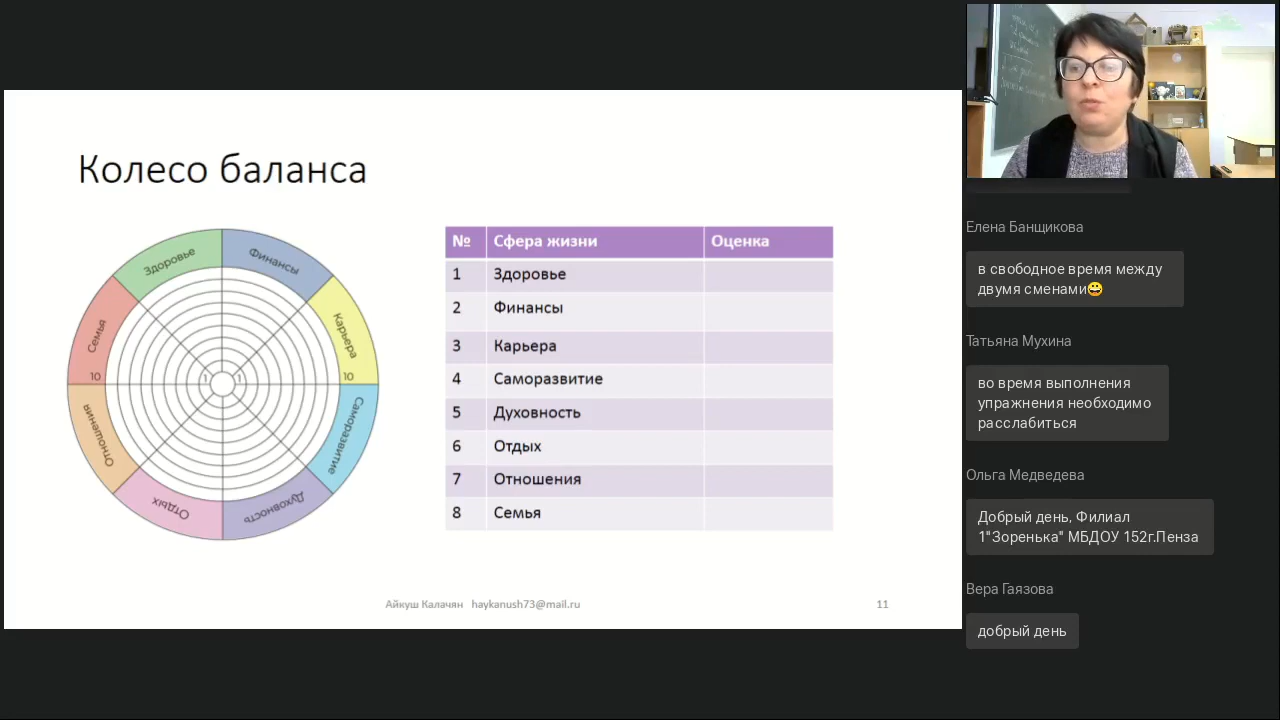 Колесо баланса
Здоровье
Финансы
Семья
Карьера
10
1
1
10
Отношения
Саморазвитие
Отдых
Духовность
№ Сфера жизни Оценка
1 Здоровье
2 Финансы
3 Карьера
4 Саморазвитие
5 Духовность
6 Отдых
7 Отношения
8 Семья
Айкуш Калачян haykanush73@mail.ru
11
Елена Банщикова
в свободное время между
двумя сменами😀
Татьяна Мухина
во время выполнения
упражнения необходимо
расслабиться
Ольга Медведева
Добрый день, Филиал
1"Зоренька" МБДОУ 152г.Пенза
Вера Гаязова
добрый день